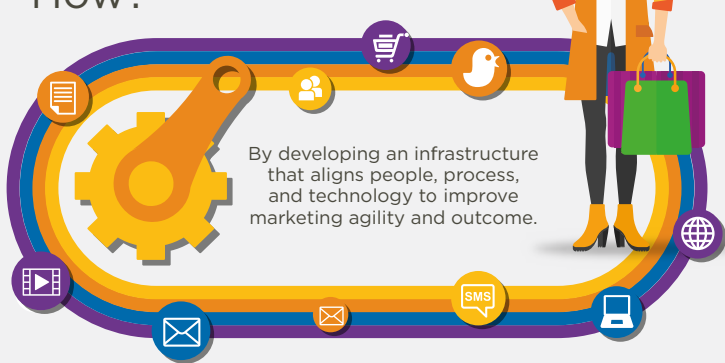 How?
By developing an infrastructure
that aligns people, process,
and technology to improve
marketing agility and outcome.
SMS